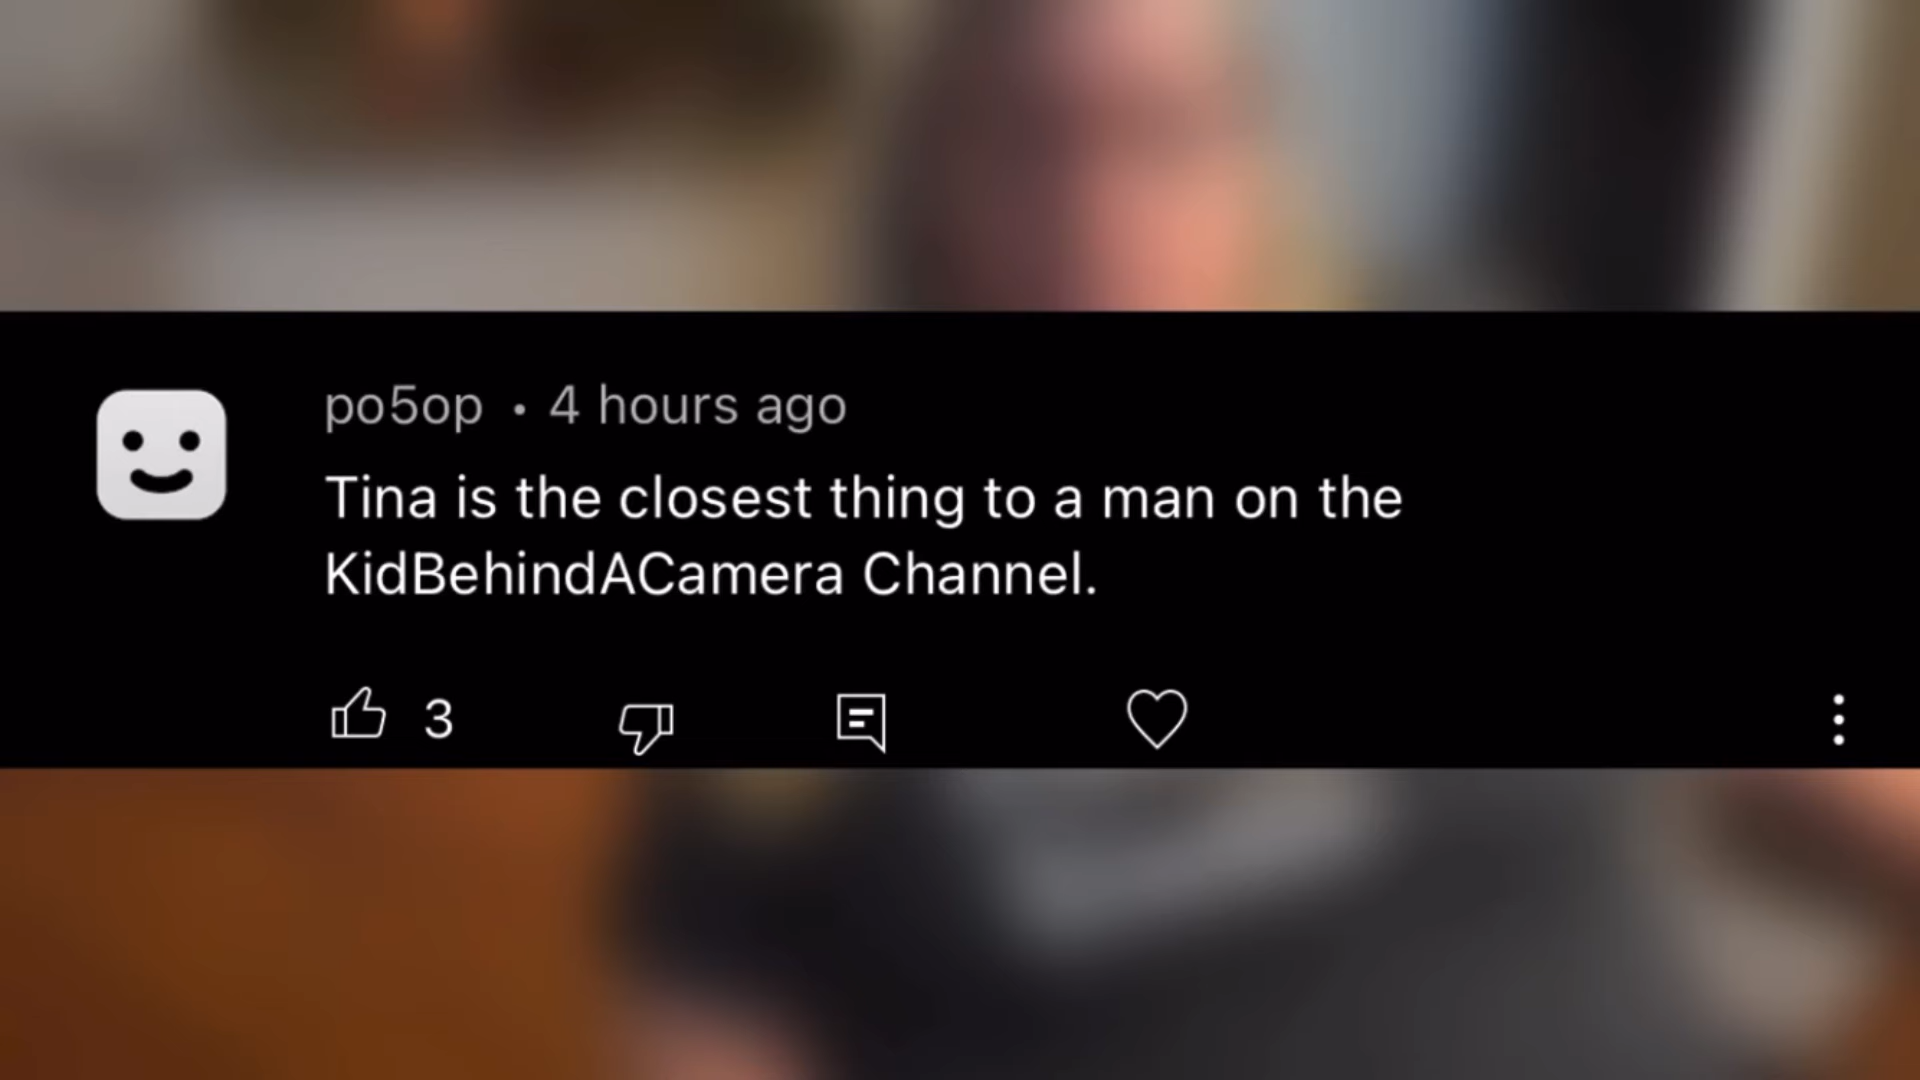 po5op • 4 hours ago
Tina is the closest thing to a man on the
KidBehindACamera Channel.
3